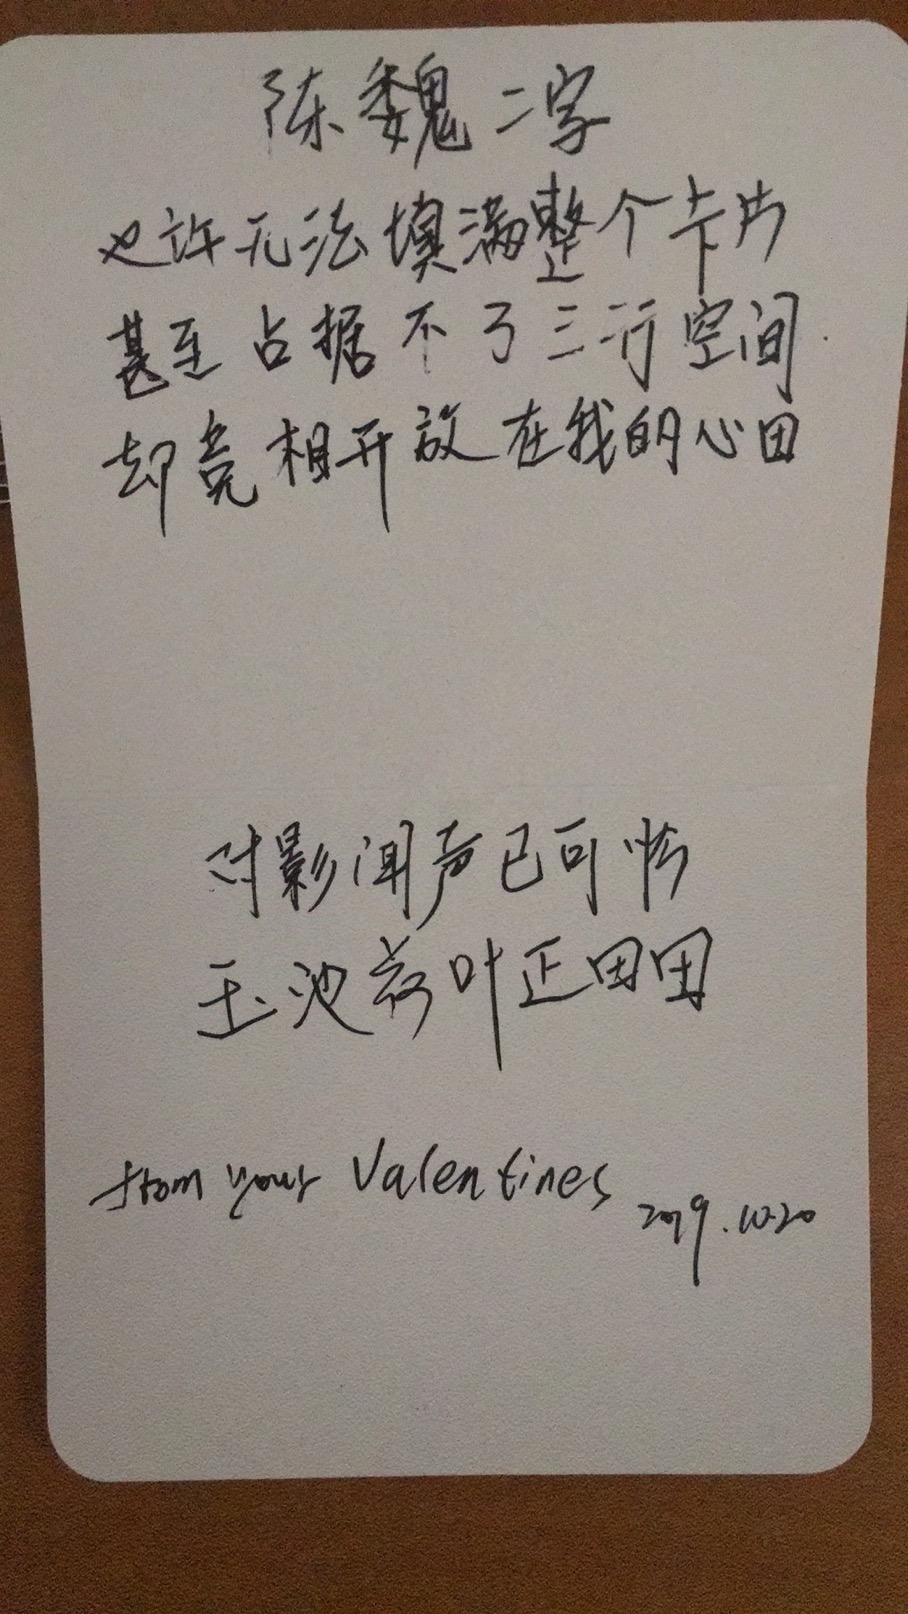 陈魏二字
也许无法填满整个卡片
甚至占据不了三行空间
却竞相开放在我的心田
对影闻声已可怜
玉池荷叶正田田
from your Valentines
2019.10.20